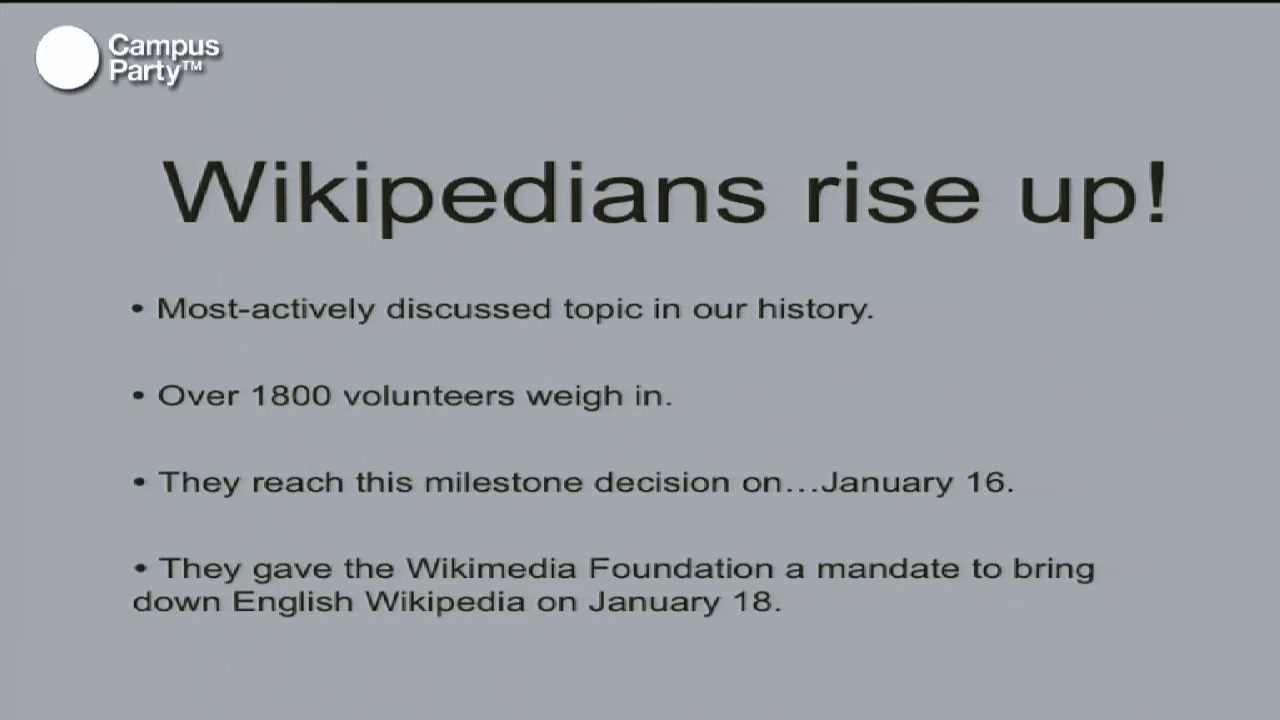 Campus
Party™
Wikipedians rise up!
• Most-actively discussed topic in our history.
• Over 1800 volunteers weigh in.
• They reach this milestone decision on…January 16.
• They gave the Wikimedia Foundation a mandate to bring
down English Wikipedia on January 18.